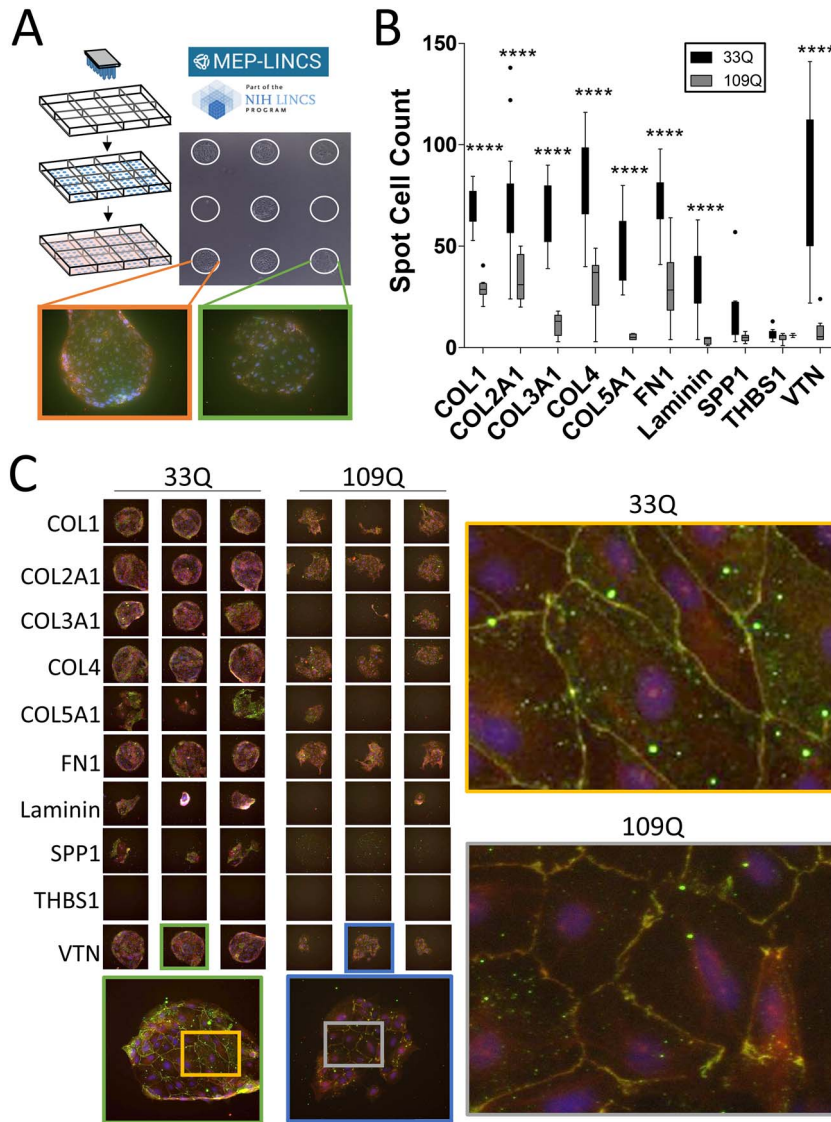 A
MEP-LINCS
Part of the
NIH LINCS
PROGRAM
B
Spot Cell Count
150
100
50
0
33Q
109Q
****
****
****
****
****
****
****
****
COL1
COL2A1
COL3A1
COL4
COL5A1
FN1
Laminin
SPP1
THBS1
VTN
C
33Q
109Q
COL1
COL2A1
COL3A1
COL4
COL5A1
FN1
Laminin
SPP1
THBS1
VTN
33Q
109Q